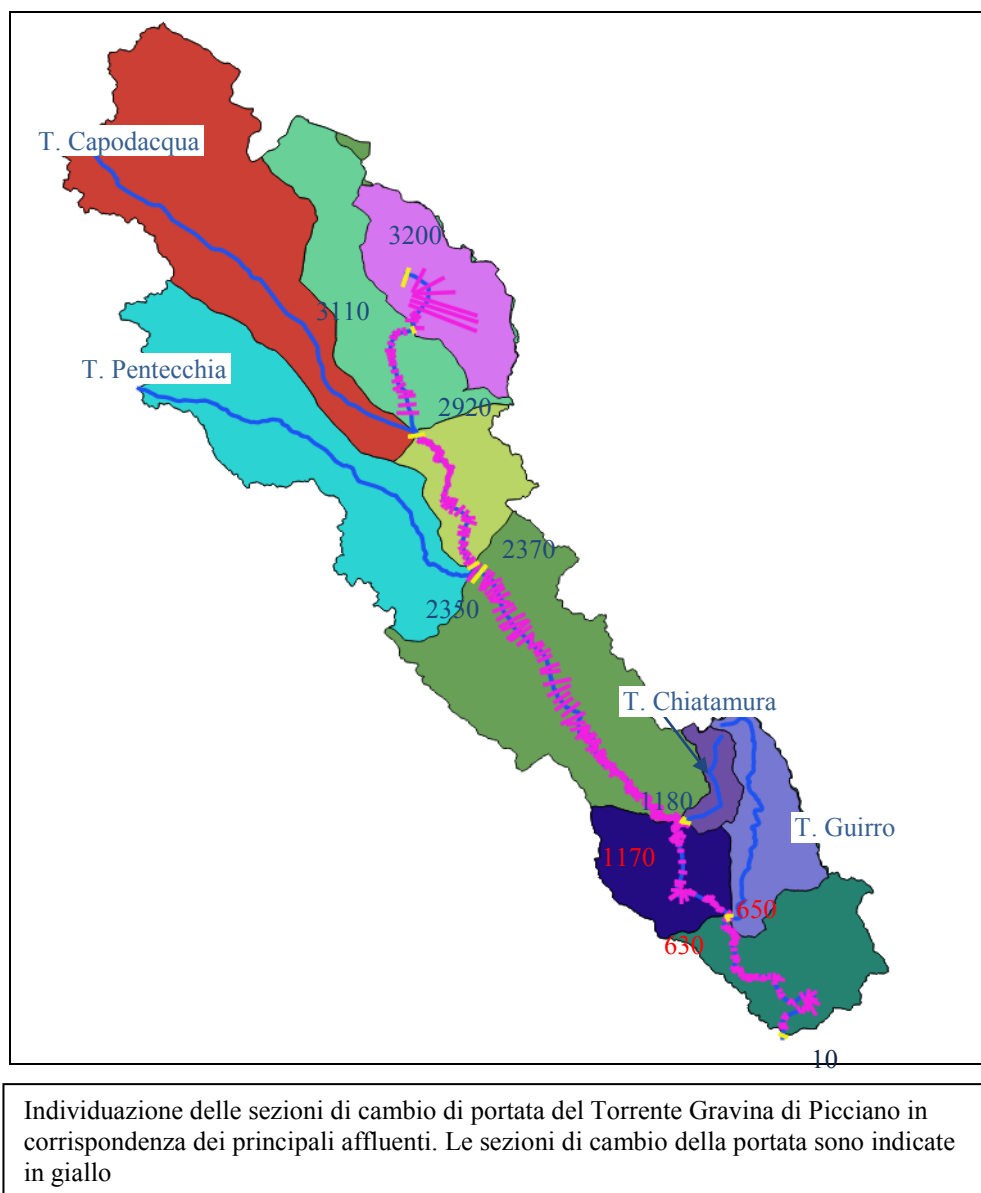 T. Capodacqua
3200
3110
T. Pentecchia
2920
2370
2350
T. Chiatamura
1180
T. Guirro
1170
650
630
10
Individuazione delle sezioni di cambio di portata del Torrente Gravina di Picciano in
corrispondenza dei principali affluenti. Le sezioni di cambio della portata sono indicate
in giallo